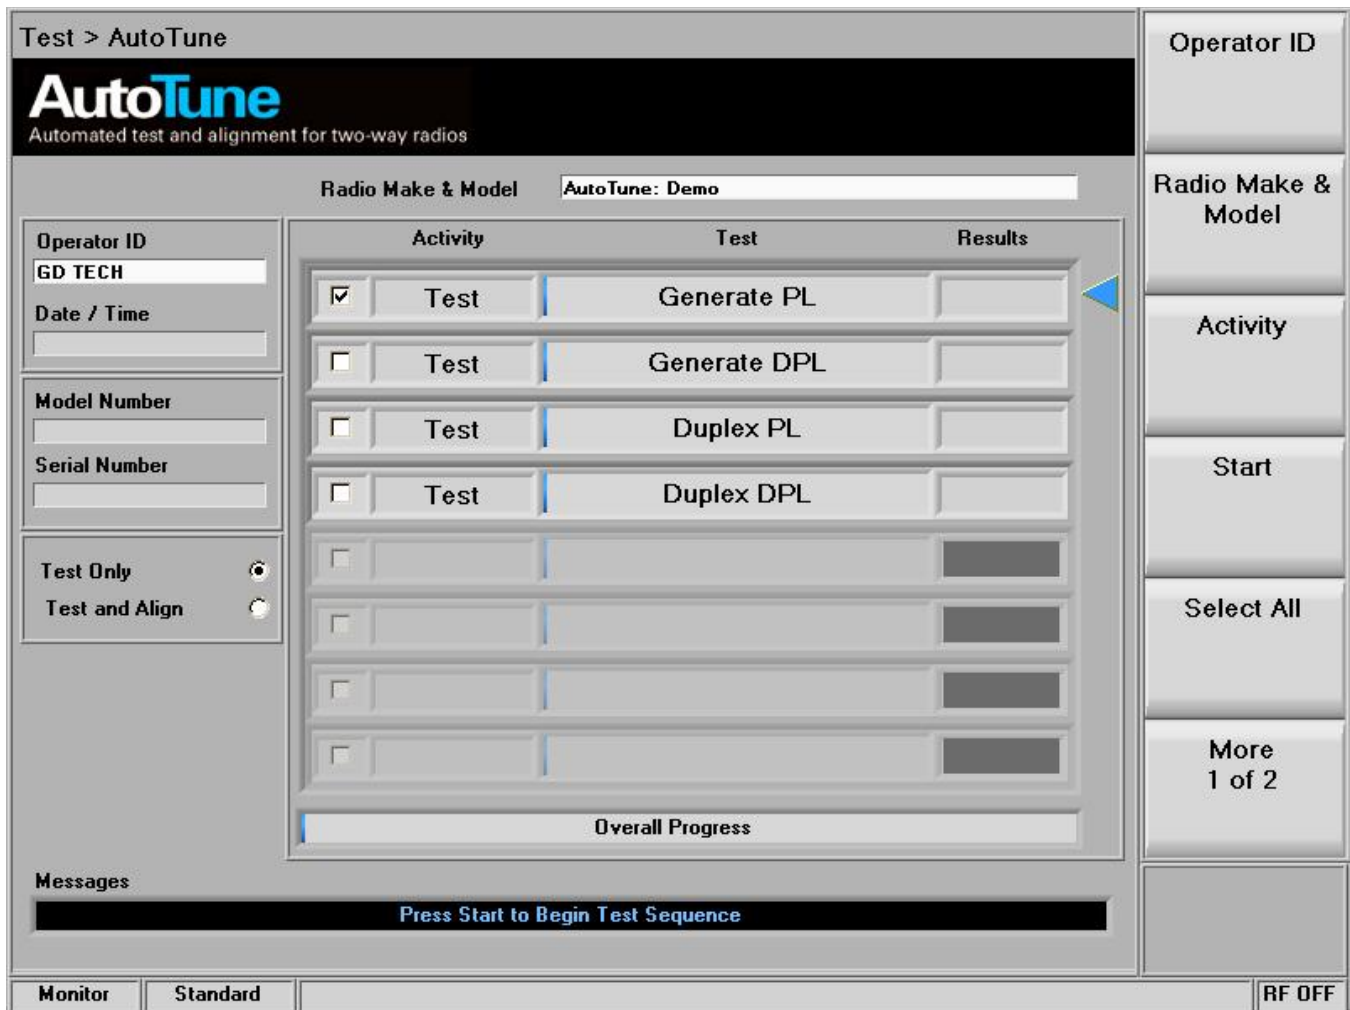 Test > AutoTune
AutoTune
Automated test and alignment for two-way radios
Radio Make & Model AutoTune: Demo
Operator ID
GD TECH
Date / Time
Model Number
Serial Number
Test Only
Test and Align
Activity Test Results
Test Generate PL
Test Generate DPL
Test Duplex PL
Test Duplex DPL
Overall Progress
Messages
Press Start to Begin Test Sequence
Monitor Standard RF OFF
Operator ID
Radio Make &
Model
Activity
Start
Select All
More
1 of 2